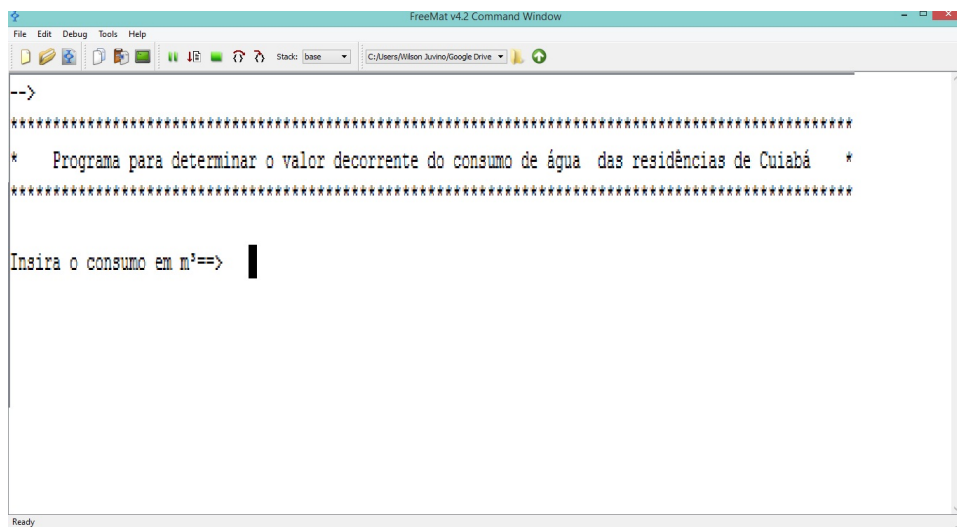 FreeMat v4.2 Command Window
File Edit Debug Tools Help
Stack: base C:/Users/Wilson Juvino/Google Drive
-->
****************************************************************************************************
* Programa para determinar o valor decorrente do consumo de água das residências de Cuiabá *
****************************************************************************************************
Insira o consumo em m³==>
Ready